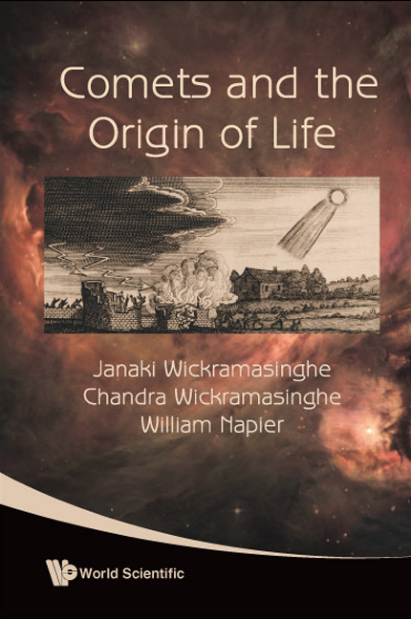 Comets and the
Origin of Life
Janaki Wickramasinghe
Chandra Wickramasinghe
William Napier
World Scientific